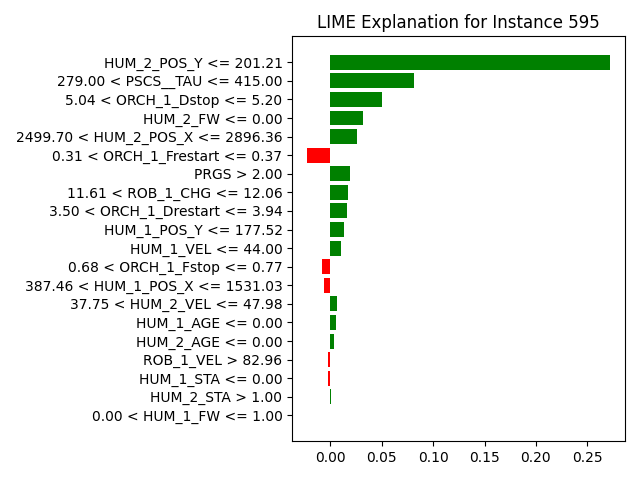 LIME Explanation for Instance 595
HUM_2_POS_Y <= 201.21
279.00 < PSCS__TAU <= 415.00
5.04 < ORCH_1_Dstop <= 5.20
HUM_2_FW <= 0.00
2499.70 < HUM_2_POS_X <= 2896.36
0.31 < ORCH_1_Frestart <= 0.37
PRGS > 2.00
11.61 < ROB_1_CHG <= 12.06
3.50 < ORCH_1_Drestart <= 3.94
HUM_1_POS_Y <= 177.52
HUM_1_VEL <= 44.00
0.68 < ORCH_1_Fstop <= 0.77
387.46 < HUM_1_POS_X <= 1531.03
37.75 < HUM_2_VEL <= 47.98
HUM_1_AGE <= 0.00
HUM_2_AGE <= 0.00
ROB_1_VEL > 82.96
HUM_1_STA <= 0.00
HUM_2_STA > 1.00
0.00 < HUM_1_FW <= 1.00
0.00 0.05 0.10 0.15 0.20 0.25